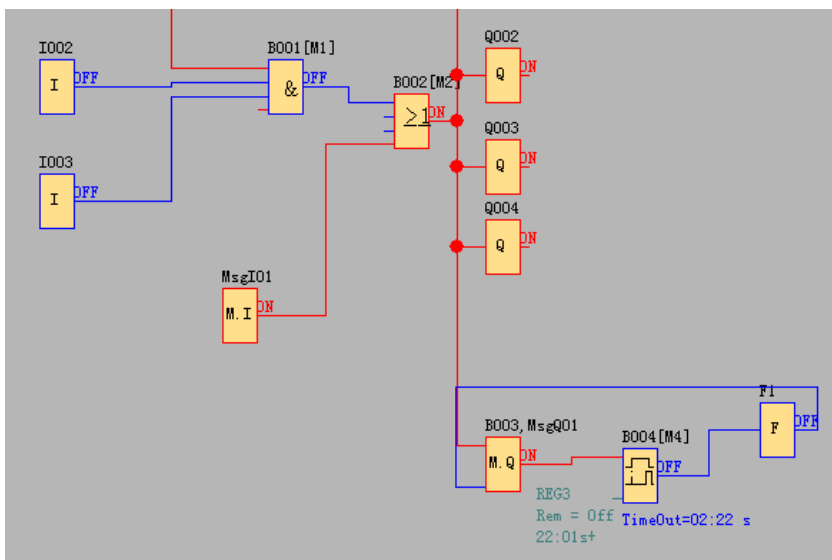 I002
I
OFF
B001[M1]
&
OFF
B002[M2]
≥1
ON
Q002
Q
ON
I003
I
OFF
Q003
Q
ON
Q004
Q
ON
MsgI01
M.I
ON
F1
F
OFF
B003,MsgQ01
M.Q
ON
B004[M4]
OFF
REG3
Rem = Off
22:01s+
TimeOut=02:22 s